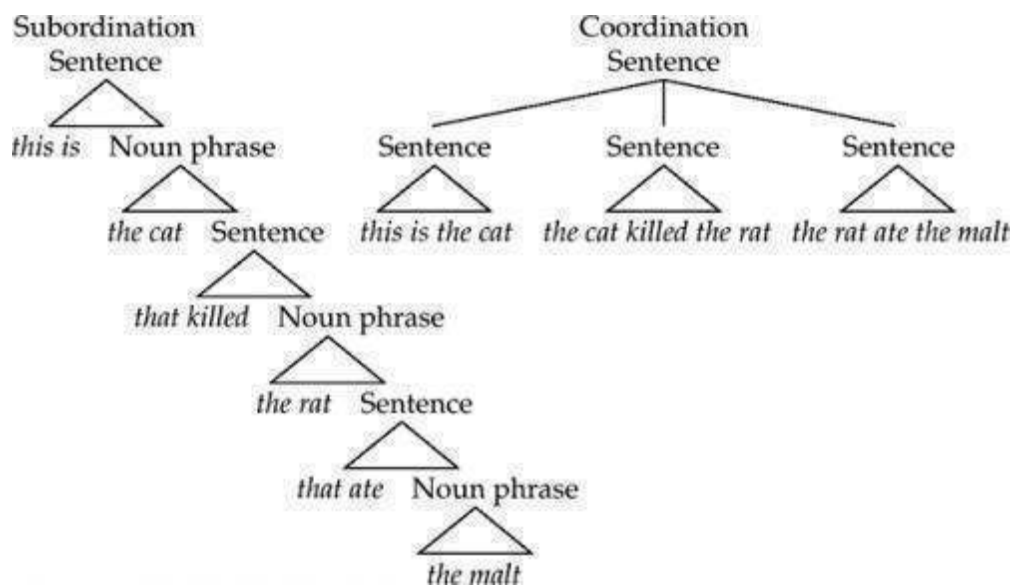 Subordination
Sentence
this is Noun phrase
the cat Sentence
that killed Noun phrase
the rat Sentence
that ate Noun phrase
the malt
Coordination
Sentence
Sentence Sentence Sentence
this is the cat the cat killed the rat the rat ate the malt